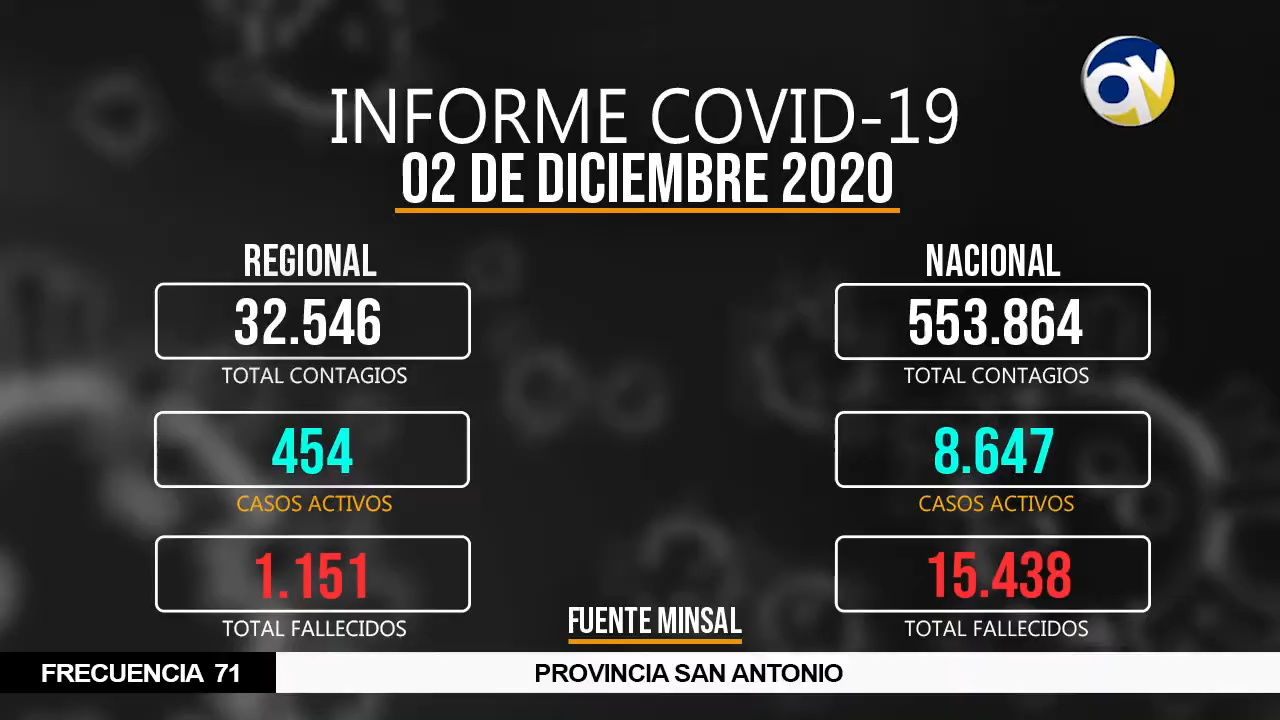 INFORME COVID-19
02 DE DICIEMBRE 2020
REGIONAL
32.546
TOTAL CONTAGIOS
454
CASOS ACTIVOS
1.151
TOTAL FALLECIDOS
NACIONAL
553.864
TOTAL CONTAGIOS
8.647
CASOS ACTIVOS
15.438
TOTAL FALLECIDOS
FUENTE MINSAL
FRECUENCIA 71
PROVINCIA SAN ANTONIO